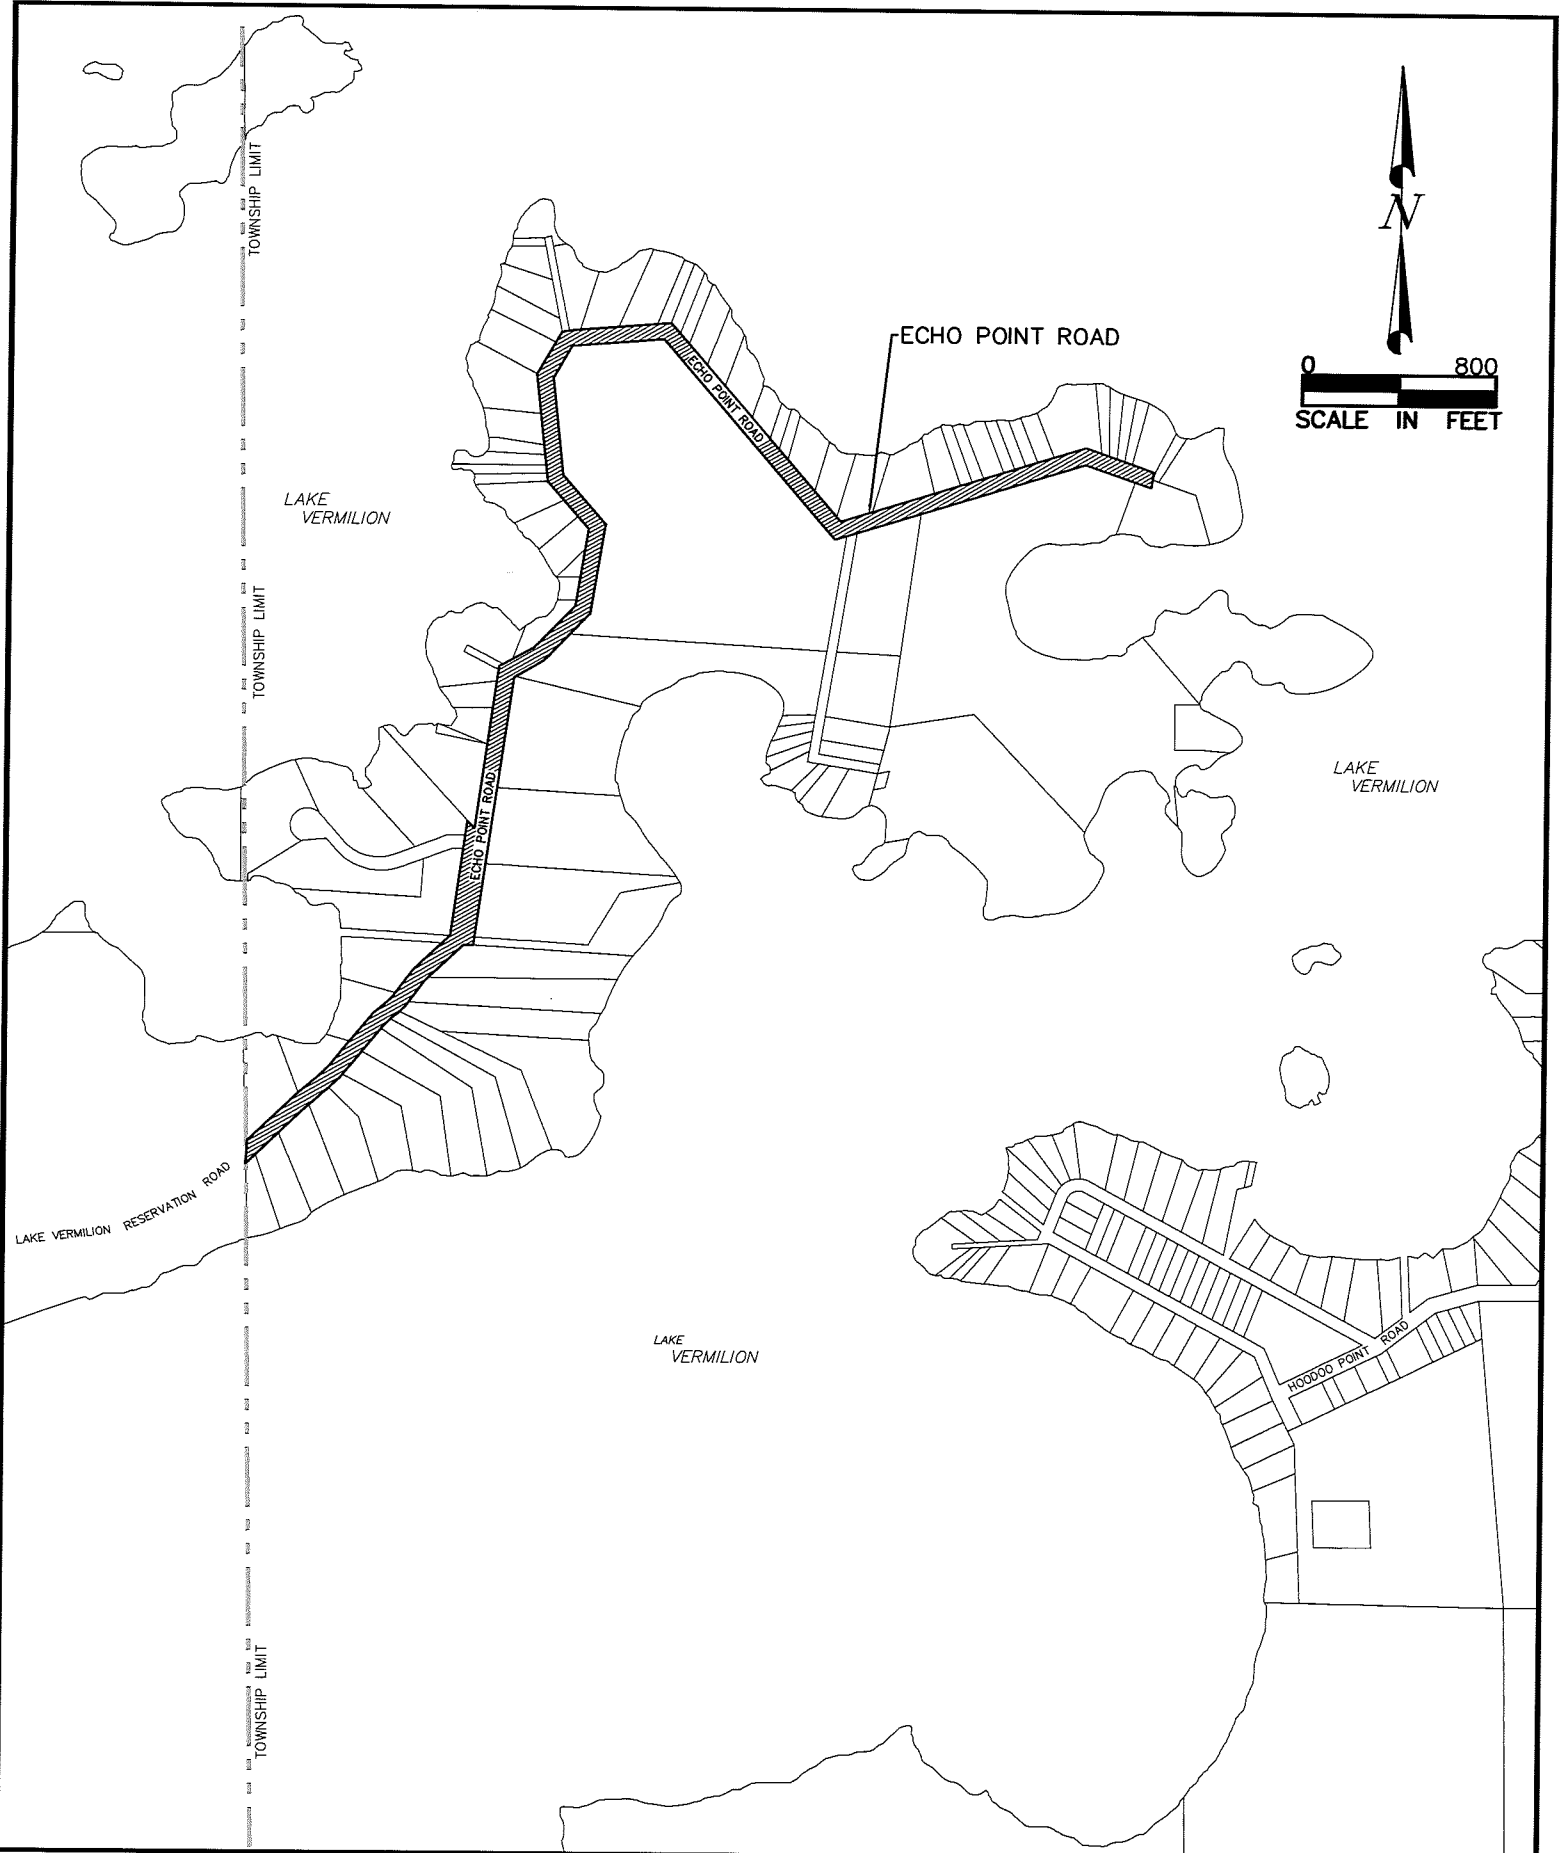 TOWNSHIP LIMIT
N
ECHO POINT ROAD
0 800
SCALE IN FEET
ECHO POINT ROAD
LAKE
VERMILION
TOWNSHIP LIMIT
LAKE
VERMILION
ECHO POINT ROAD
LAKE VERMILION RESERVATION ROAD
LAKE
VERMILION
HOODOO POINT ROAD
TOWNSHIP LIMIT